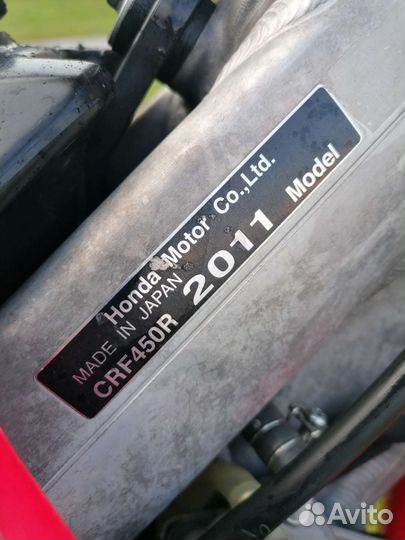 Honda Motor Co.,Ltd.
MADE IN JAPAN
CRF450R 2011 Model
Avito